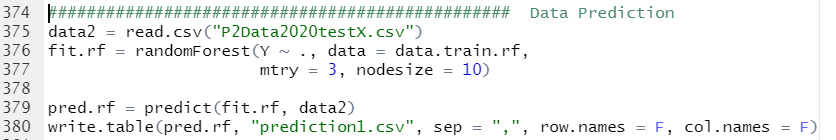 374 ################################################ Data Prediction
375 data2 = read.csv("P2Data2020testX.csv")
376 fit.rf = randomForest(Y ~ ., data = data.train.rf,
377                       mtry = 3, nodesize = 10)
378
379 pred.rf = predict(fit.rf, data2)
380 write.table(pred.rf, "prediction1.csv", sep = ",", row.names = F, col.names = F)